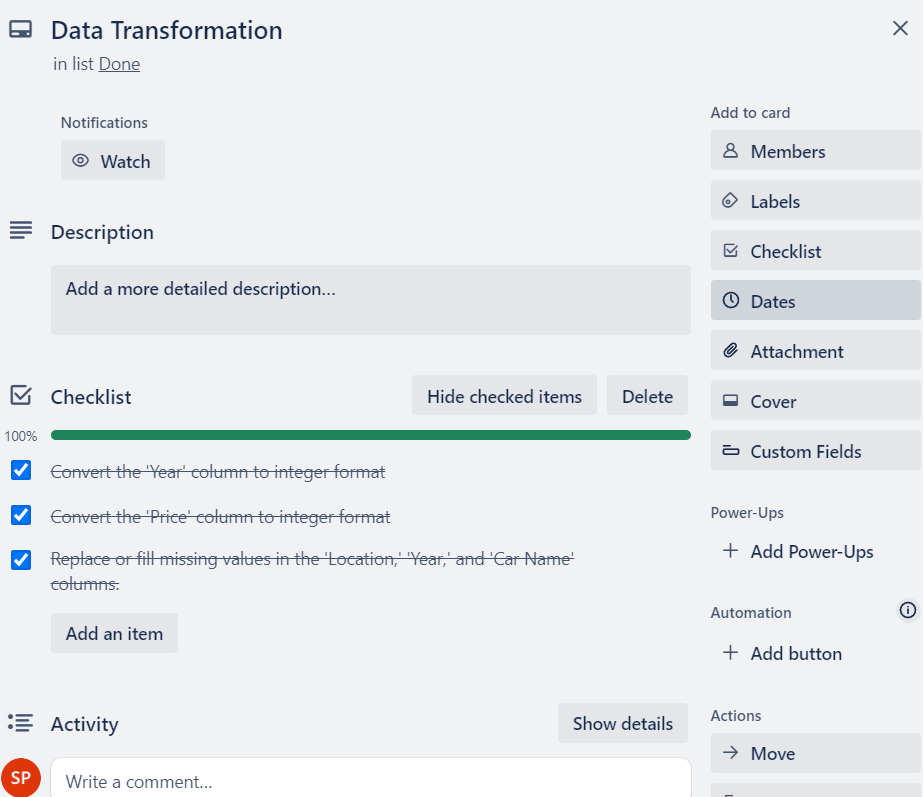 Data Transformation
in list Done
Notifications
Watch
Description
Add a more detailed description...
Checklist
Hide checked items
Delete
100%
Convert the 'Year' column to integer format
Convert the 'Price' column to integer format
Replace or fill missing values in the 'Location,' 'Year,' and 'Car Name'
columns.
Add an item
Activity
Show details
SP
Write a comment...
Add to card
Members
Labels
Checklist
Dates
Attachment
Cover
Custom Fields
Power-Ups
Add Power-Ups
Automation
Add button
Actions
Move